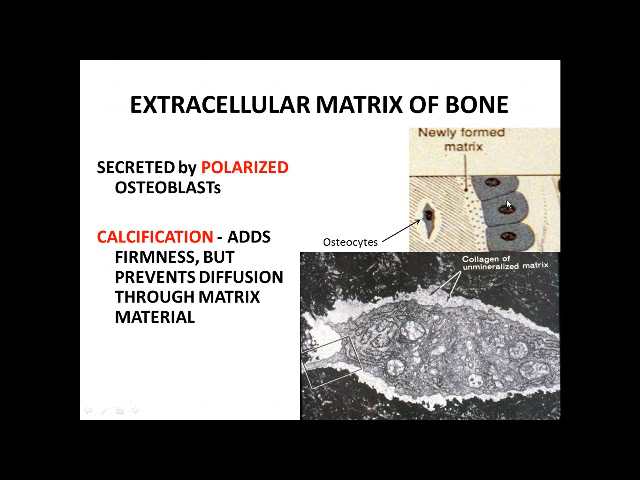 EXTRACELLULAR MATRIX OF BONE
SECRETED by POLARIZED
OSTEOBLASTs
CALCIFICATION - ADDS
FIRMNESS, BUT
PREVENTS DIFFUSION
THROUGH MATRIX
MATERIAL
Newly formed
matrix
Osteocytes
Collagen of
unmineralized matrix